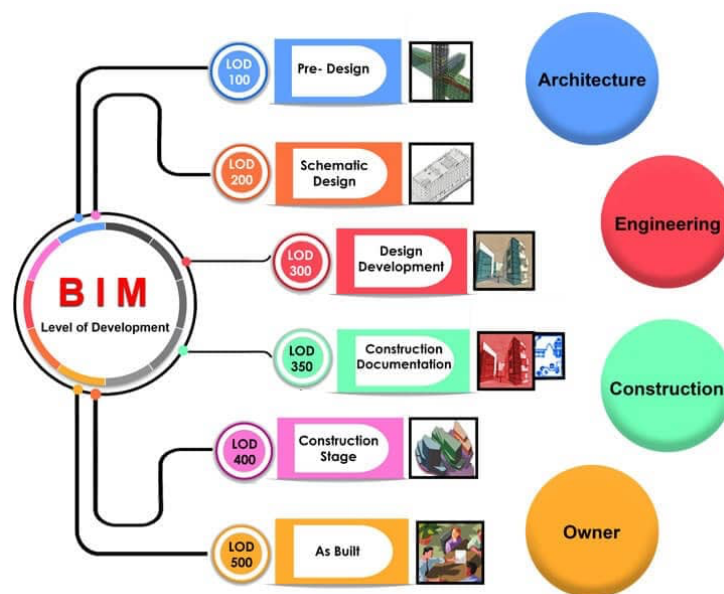 LOD
100
Pre- Design
Architecture
LOD
200
Schematic
Design
Engineering
LOD
300
Design
Development
BIM
Level of Development
LOD
350
Construction
Documentation
Construction
LOD
400
Construction
Stage
Owner
LOD
500
As Built